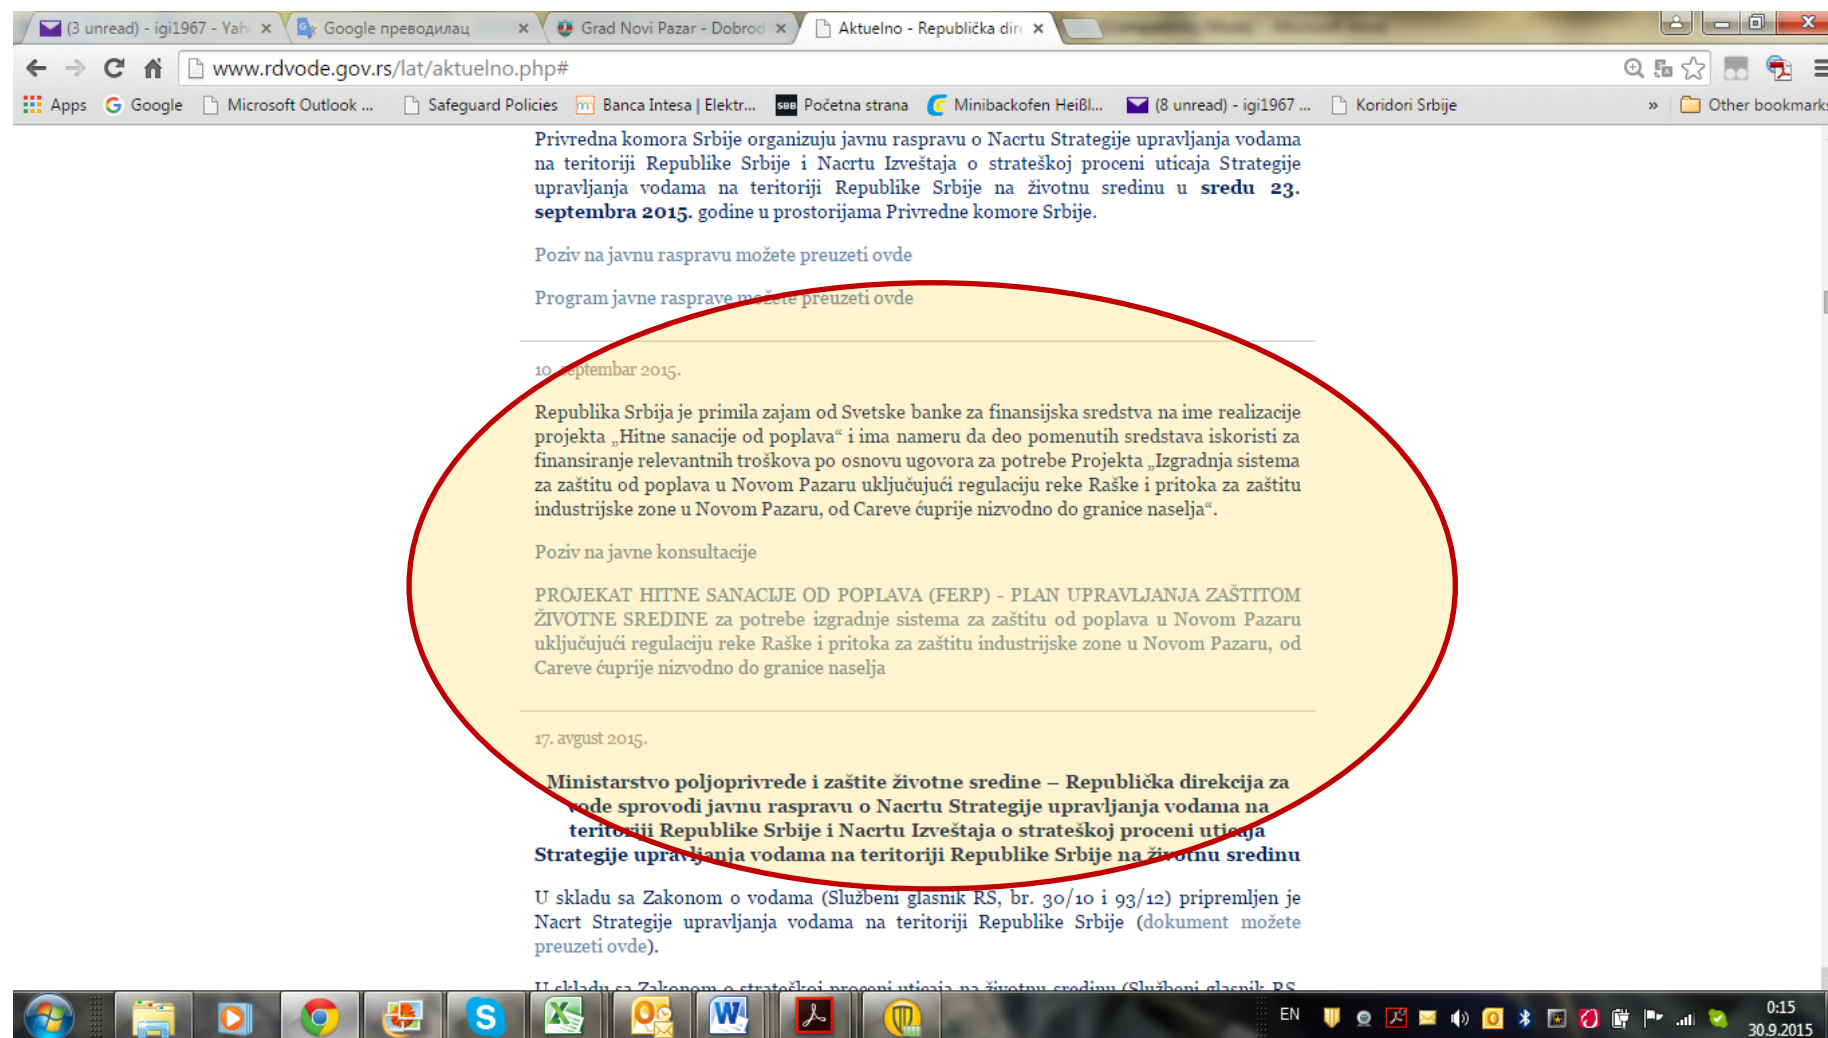 (3 unread) - igi1967 - Yah
Google преводилац
Grad Novi Pazar - Dobrod
Aktuelno - Republička dir
www.rdvode.gov.rs/lat/aktuelno.php#
Apps
Google
Microsoft Outlook ...
Safeguard Policies
Banca Intesa | Elektr...
SBB
Početna strana
Minibackofen Heißl...
(8 unread) - igi1967 ...
Koridori Srbije
»
Other bookmarks
Privredna komora Srbije organizuju javnu raspravu o Nacrtu Strategije upravljanja vodama
na teritoriji Republike Srbije i Nacrtu Izveštaja o strateškoj proceni uticaja Strategije
upravljanja vodama na teritoriji Republike Srbije na životnu sredinu u sredu 23.
septembra 2015. godine u prostorijama Privredne komore Srbije.
Poziv na javnu raspravu možete preuzeti ovde
Program javne rasprave možete preuzeti ovde
10. septembar 2015.
Republika Srbija je primila zajam od Svetske banke za finansijska sredstva na ime realizacije
projekta „Hitne sanacije od poplava“ i ima nameru da deo pomenutih sredstava iskoristi za
finansiranje relevantnih troškova po osnovu ugovora za potrebe Projekta „Izgradnja sistema
za zaštitu od poplava u Novom Pazaru uključujući regulaciju reke Raške i pritoka za zaštitu
industrijske zone u Novom Pazaru, od Careve ćuprije nizvodno do granice naselja“.
Poziv na javne konsultacije
PROJEKAT HITNE SANACIJE OD POPLAVA (FERP) - PLAN UPRAVLJANJA ZAŠTITOM
ŽIVOTNE SREDINE za potrebe izgradnje sistema za zaštitu od poplava u Novom Pazaru
uključujući regulaciju reke Raške i pritoka za zaštitu industrijske zone u Novom Pazaru, od
Careve ćuprije nizvodno do granice naselja
17. avgust 2015.
Ministarstvo poljoprivrede i zaštite životne sredine – Republička direkcija za
vode sprovodi javnu raspravu o Nacrtu Strategije upravljanja vodama na
teritoriji Republike Srbije i Nacrtu Izveštaja o strateškoj proceni uticaja
Strategije upravljanja vodama na teritoriji Republike Srbije na životnu sredinu
U skladu sa Zakonom o vodama (Službeni glasnik RS, br. 30/10 i 93/12) pripremljen je
Nacrt Strategije upravljanja vodama na teritoriji Republike Srbije (dokument možete
preuzeti ovde).
U skladu sa Zakonom o strateškoj proceni uticaja na životnu sredinu (Službeni glasnik RS,
EN
0:15
30.9.2015